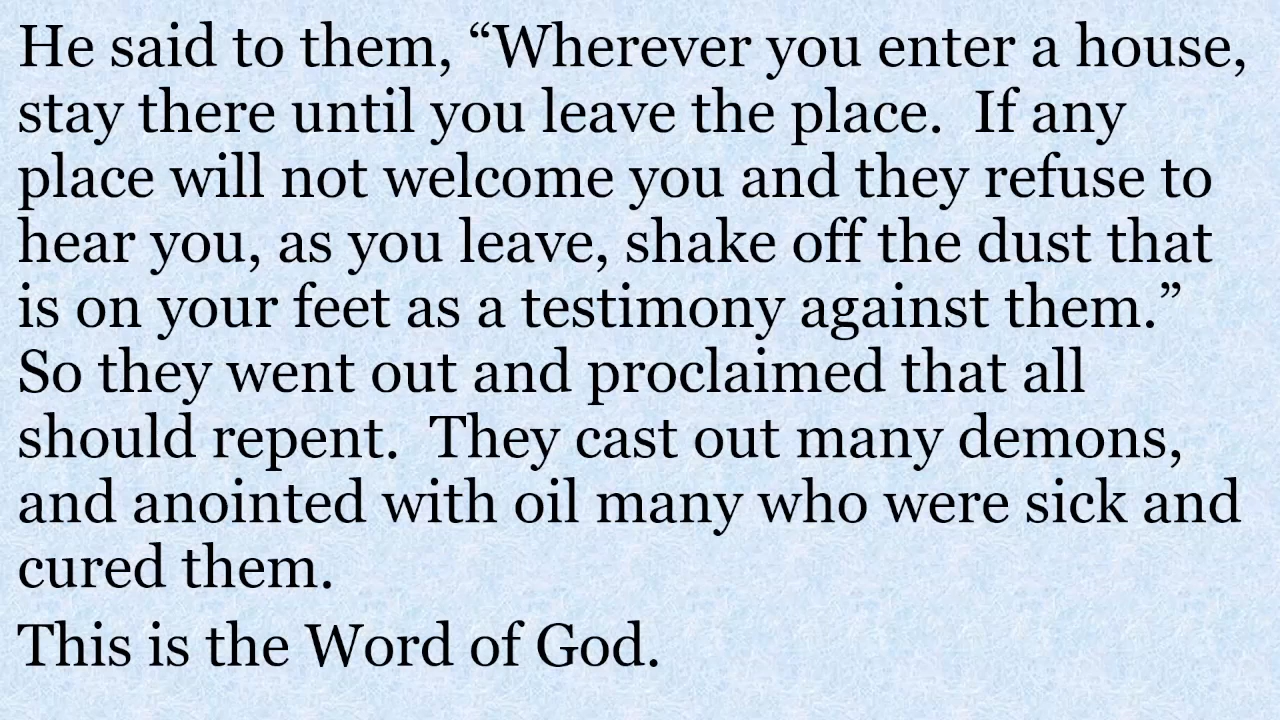 He said to them, “Wherever you enter a house,
stay there until you leave the place.  If any
place will not welcome you and they refuse to
hear you, as you leave, shake off the dust that
is on your feet as a testimony against them.”
So they went out and proclaimed that all
should repent.  They cast out many demons,
and anointed with oil many who were sick and
cured them.
This is the Word of God.